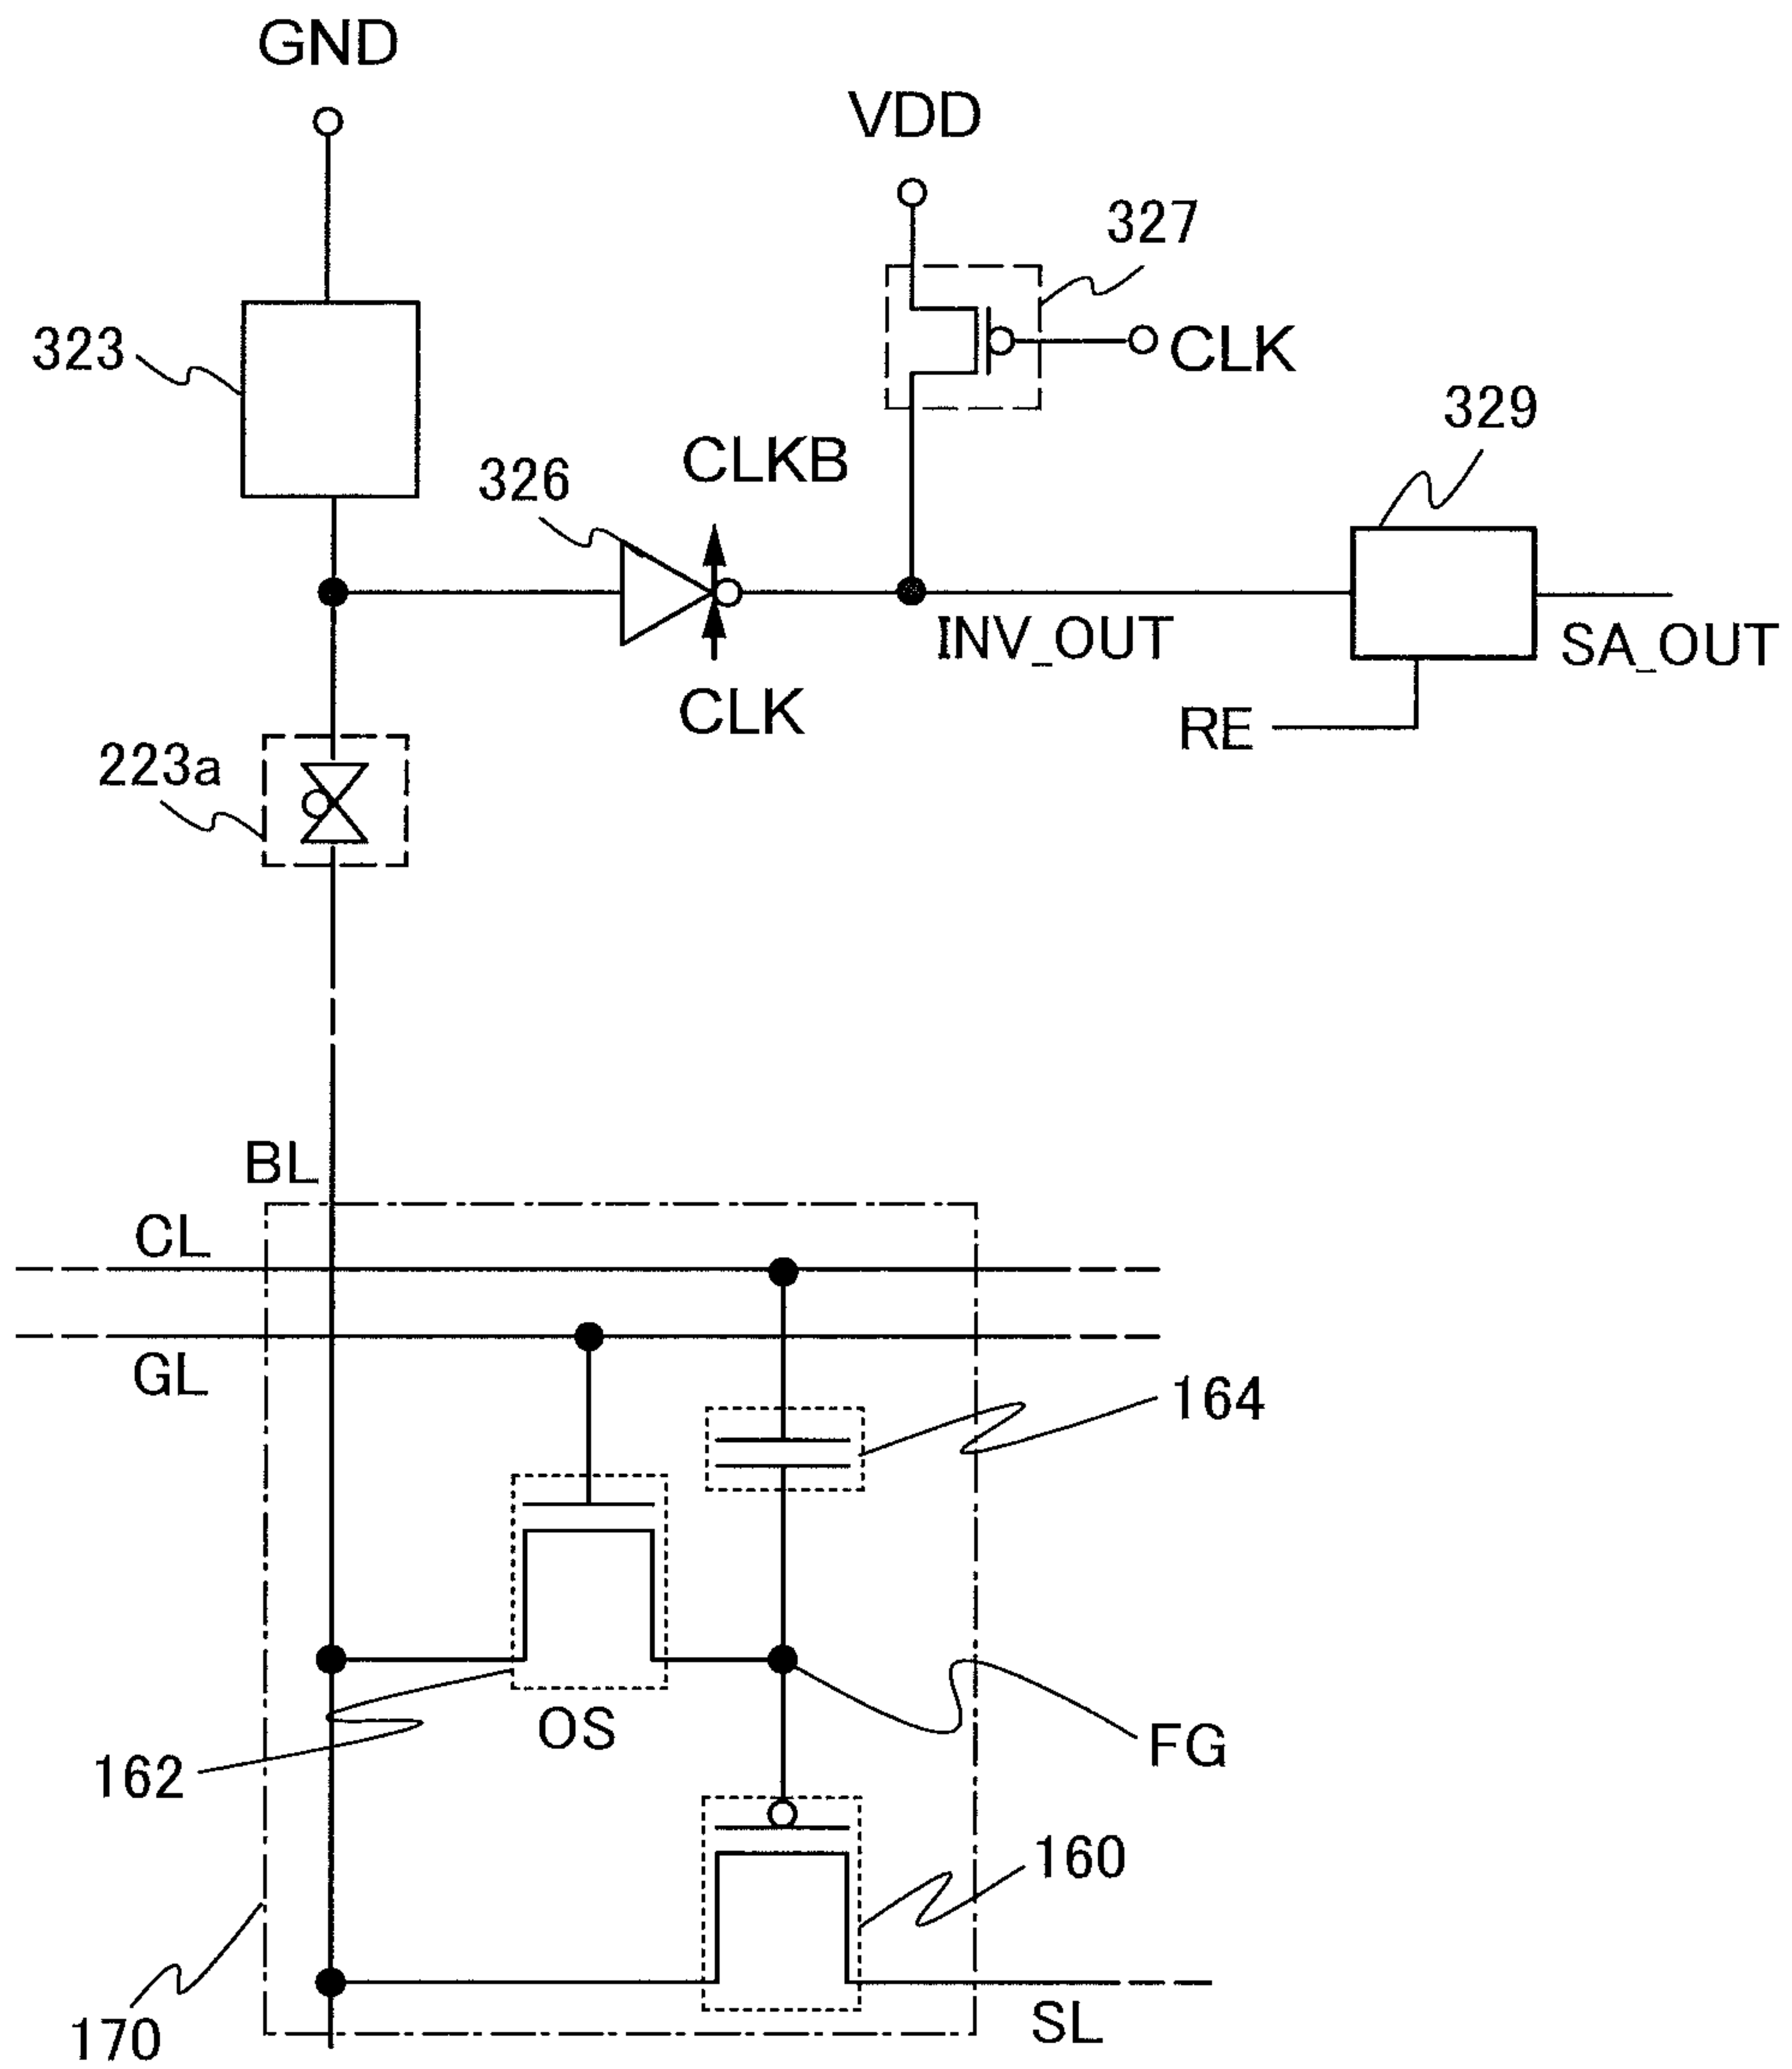 GND
VDD
327
323
CLK
329
CLKB
326
INV_OUT
SA_OUT
CLK
RE
223a
BL
CL
GL
164
OS
FG
162
160
170
SL